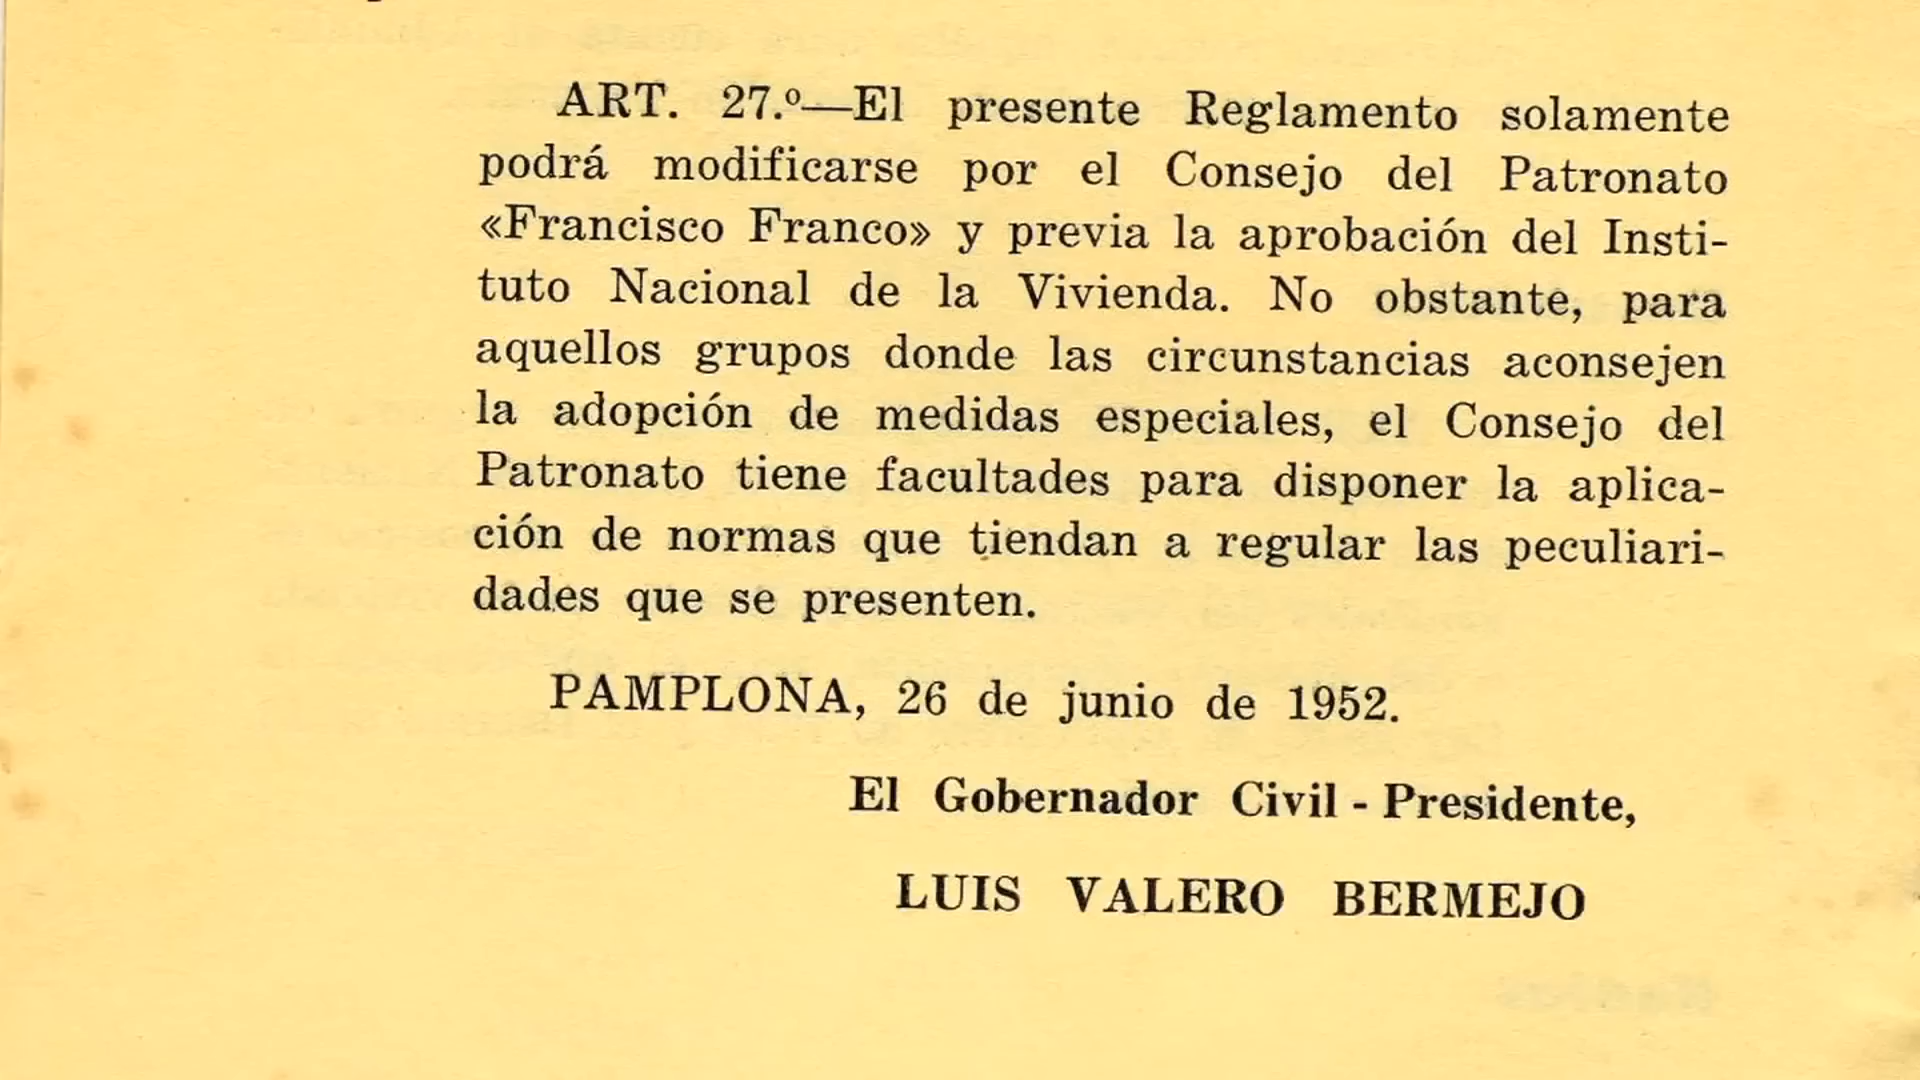 ART. 27.º—El presente Reglamento solamente
podrá modificarse por el Consejo del Patronato
«Francisco Franco» y previa la aprobación del Insti-
tuto Nacional de la Vivienda. No obstante, para
aquellos grupos donde las circunstancias aconsejen
la adopción de medidas especiales, el Consejo del
Patronato tiene facultades para disponer la aplica-
ción de normas que tiendan a regular las peculiari-
dades que se presenten.
PAMPLONA, 26 de junio de 1952.
El Gobernador Civil - Presidente,
LUIS VALERO BERMEJO